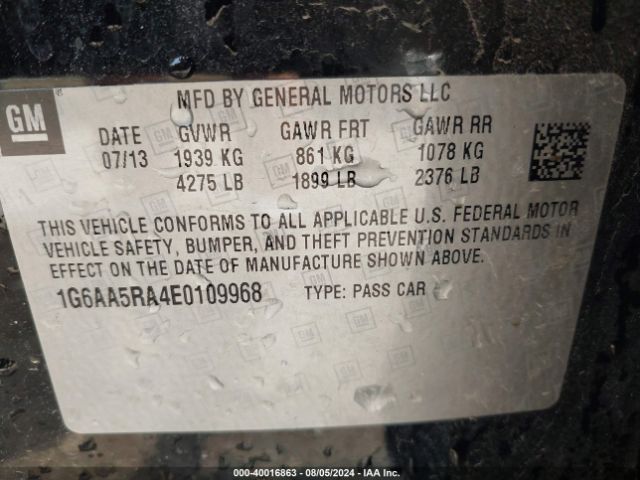 GM
MFD BY GENERAL MOTORS LLC
DATE GVWR GAWR FRT GAWR RR
07/13 1939 KG 861 KG 1078 KG
4275 LB 1899 LB 2376 LB
THIS VEHICLE CONFORMS TO ALL APPLICABLE U.S. FEDERAL MOTOR
VEHICLE SAFETY, BUMPER, AND THEFT PREVENTION STANDARDS IN
EFFECT ON THE DATE OF MANUFACTURE SHOWN ABOVE.
1G6AA5RA4E0109968 TYPE: PASS CAR
000-40016863 - 08/05/2024 - IAA Inc.